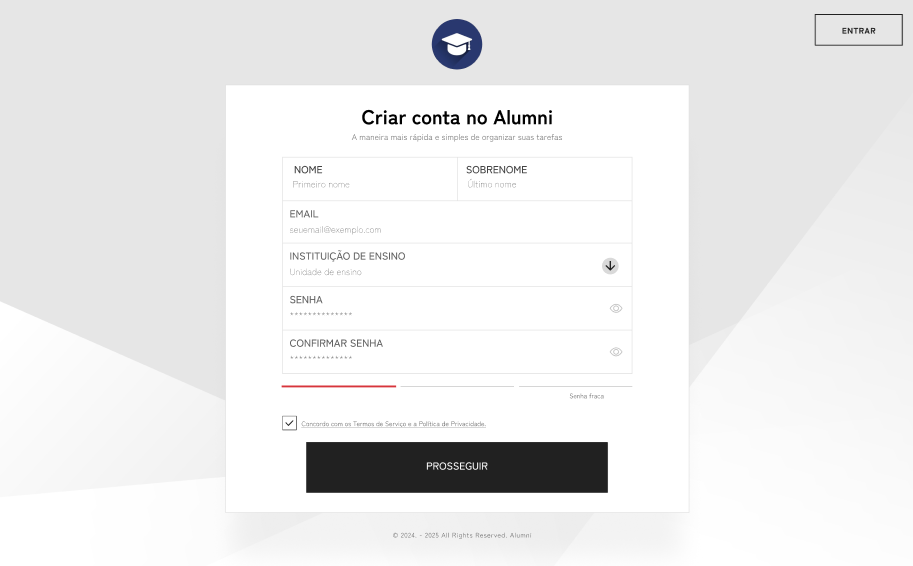 ENTRAR
Criar conta no Alumni
A maneira mais rápida e simples de organizar suas tarefas
NOME
SOBRENOME
Primeiro nome
Último nome
EMAIL
seuemail@exemplo.com
INSTITUIÇÃO DE ENSINO
Unidade de ensino
SENHA
**************
CONFIRMAR SENHA
**************
Senha fraca
Concordo com os Termos de Serviço e a Política de Privacidade.
PROSSEGUIR
© 2024. - 2025 All Rights Reserved. Alumni